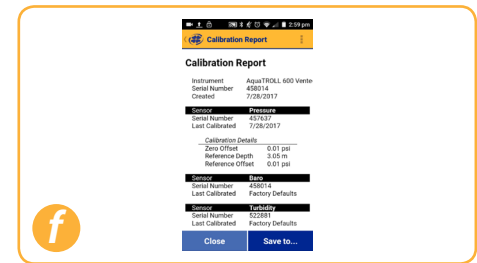 2:59 pm
Calibration Report
Calibration Report
Instrument AquaTROLL 600 Vente
Serial Number 458014
Created 7/28/2017
Sensor Pressure
Serial Number 457637
Last Calibrated 7/28/2017
Calibration Details
Zero Offset 0.01 psi
Reference Depth 3.05 m
Reference Offset 0.01 psi
Sensor Baro
Serial Number 458014
Last Calibrated Factory Defaults
Sensor Turbidity
Serial Number 522881
Last Calibrated Factory Defaults
Close Save to...
f